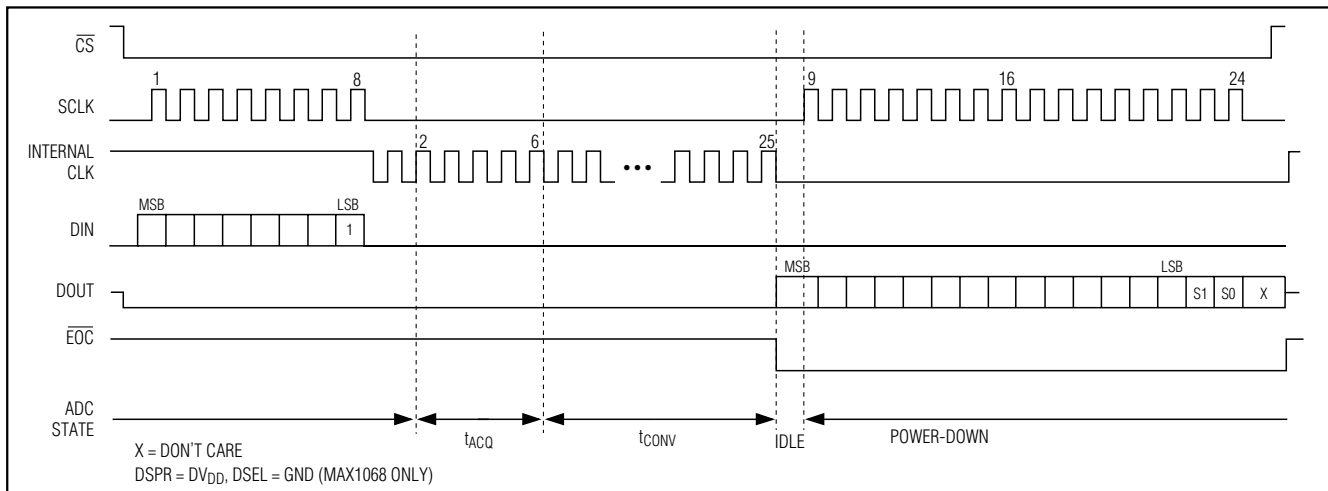 CS
1 8 9 16 24
SCLK
INTERNAL
CLK
2 6 ••• 25
MSB LSB
DIN 1
MSB LSB
DOUT S1 S0 X
EOC
ADC
STATE
tACQ tCONV IDLE POWER-DOWN
X = DON'T CARE
DSPR = DVDD, DSEL = GND (MAX1068 ONLY)